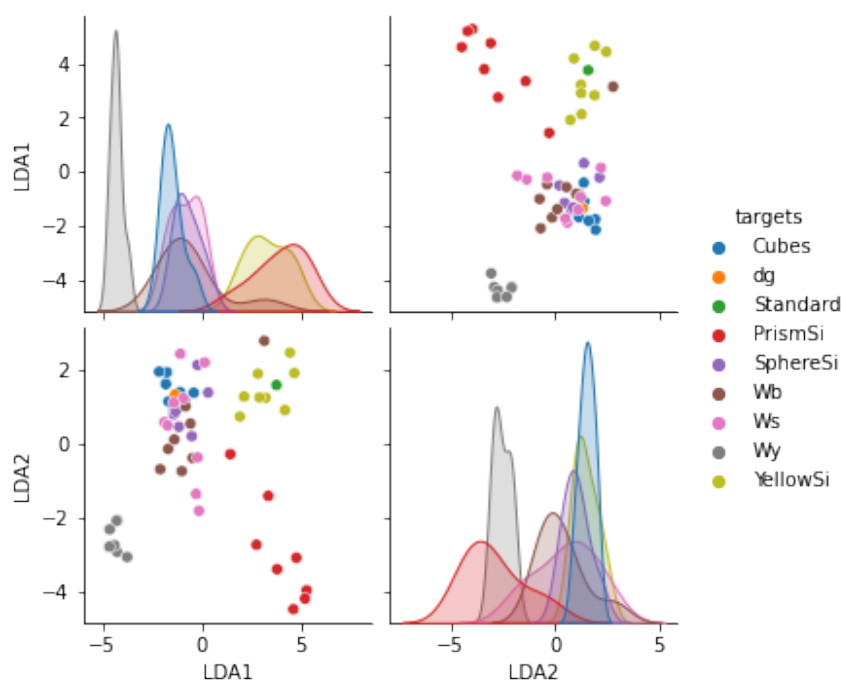 LDA1
4
2
0
−2
−4
LDA2
2
0
−2
−4
−5
0
5
LDA1
−5
0
5
LDA2
targets
Cubes
dg
Standard
PrismSi
SphereSi
Wb
Ws
Wy
YellowSi